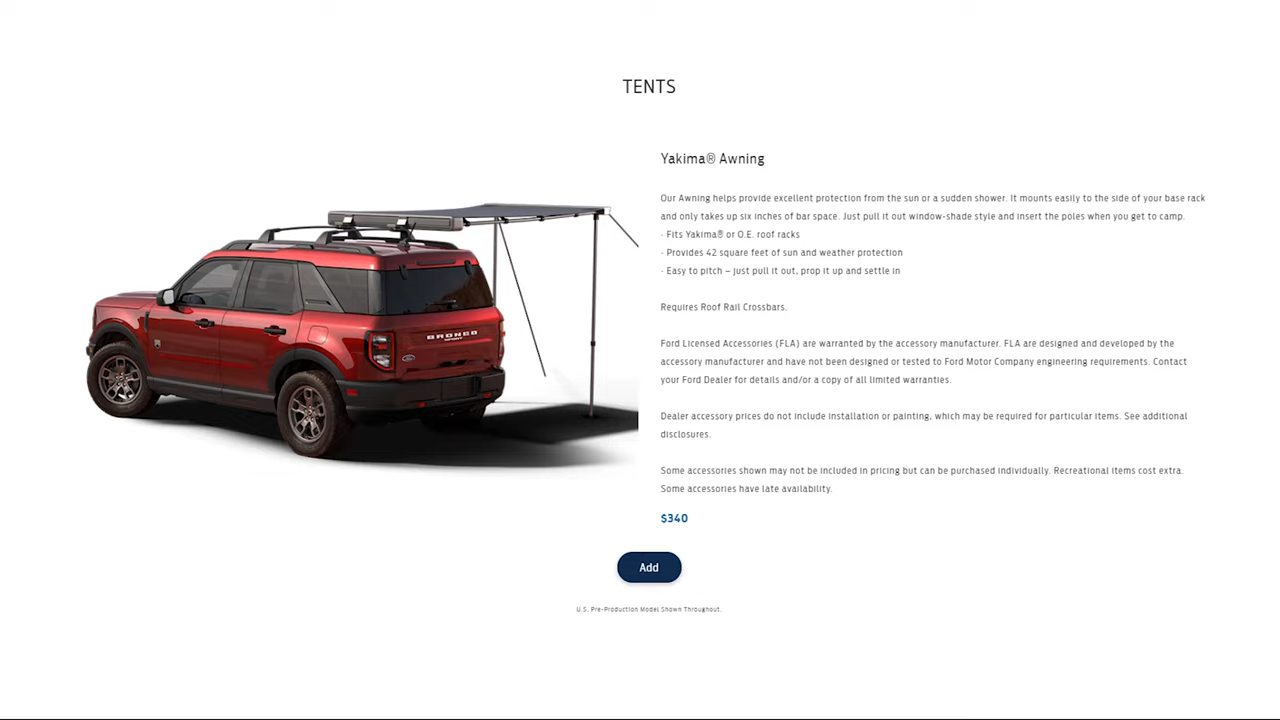 TENTS
Yakima® Awning
Our Awning helps provide excellent protection from the sun or a sudden shower. It mounts easily to the side of your base rack
and only takes up six inches of bar space. Just pull it out window-shade style and insert the poles when you get to camp.
· Fits Yakima® or O.E. roof racks
· Provides 42 square feet of sun and weather protection
· Easy to pitch – just pull it out, prop it up and settle in
Requires Roof Rail Crossbars.
Ford Licensed Accessories (FLA) are warranted by the accessory manufacturer. FLA are designed and developed by the
accessory manufacturer and have not been designed or tested to Ford Motor Company engineering requirements. Contact
your Ford Dealer for details and/or a copy of all limited warranties.
Dealer accessory prices do not include installation or painting, which may be required for particular items. See additional
disclosures.
Some accessories shown may not be included in pricing but can be purchased individually. Recreational items cost extra.
Some accessories have late availability.
$340
BRONCO
SPORT
Add
U.S. Pre-Production Model Shown Throughout.